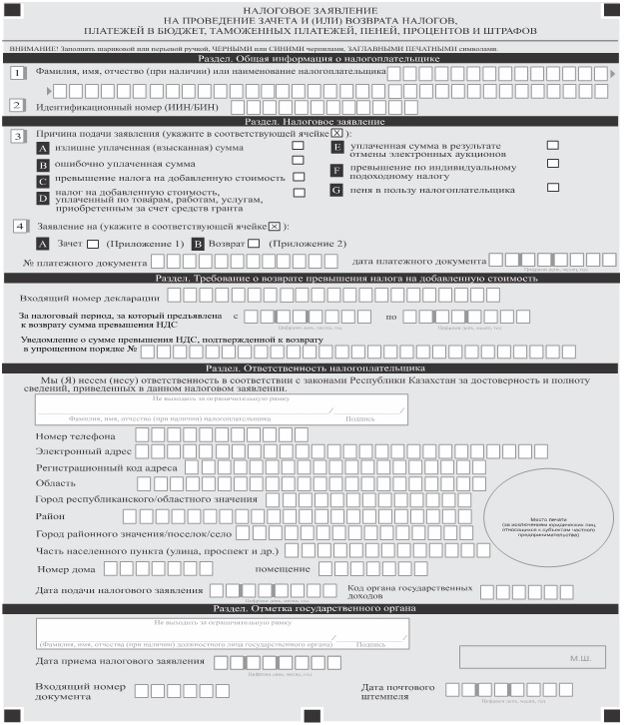 НАЛОГОВОЕ ЗАЯВЛЕНИЕ
НА ПРОВЕДЕНИЕ ЗАЧЕТА И (ИЛИ) ВОЗВРАТА НАЛОГОВ,
ПЛАТЕЖЕЙ В БЮДЖЕТ, ТАМОЖЕННЫХ ПЛАТЕЖЕЙ, ПЕНЕЙ, ПРОЦЕНТОВ И ШТРАФОВ
ВНИМАНИЕ! Заполнять шариковой или перьевой ручкой, ЧЕРНЫМИ или СИНИМИ чернилами, ЗАГЛАВНЫМИ ПЕЧАТНЫМИ символами.
Раздел. Общая информация о налогоплательщике
1 Фамилия, имя, отчество (при наличии) или наименование налогоплательщика
2 Идентификационный номер (ИИН/БИН)
Раздел. Налоговое заявление
3 Причина подачи заявления (укажите в соответствующей ячейке X ):
A излишне уплаченная (взысканная) сумма
B ошибочно уплаченная сумма
C превышение налога на добавленную стоимость
D налог на добавленную стоимость,
уплаченный по товарам, работам, услугам,
приобретенным за счет средств гранта
E уплаченная сумма в результате
отмены электронных аукционов
F превышение по индивидуальному
подоходному налогу
G пеня в пользу налогоплательщика
4 Заявление на (укажите в соответствующей ячейке X ):
A Зачет (Приложение 1) B Возврат (Приложение 2)
№ платежного документа дата платежного документа
Цифрами день, месяц, год
Раздел. Требование о возврате превышения налога на добавленную стоимость
Входящий номер декларации
За налоговый период, за который предъявлена
к возврату сумма превышения НДС
с по
Цифрами день, месяц, год Цифрами день, месяц, год
Уведомление о сумме превышения НДС, подтвержденной к возврату
в упрощенном порядке №
Раздел. Ответственность налогоплательщика
Мы (Я) несем (несу) ответственность в соответствии с законами Республики Казахстан за достоверность и полноту
сведений, приведенных в данном налоговом заявлении.
Не выходить за ограничительную рамку
/ /
Фамилия, имя, отчество (при наличии) налогоплательщика Подпись
Номер телефона
Электронный адрес
Регистрационный код адреса
Область
Город республиканского/областного значения
Район
Город районного значения/поселок/село
Часть населенного пункта (улица, проспект и др.)
Номер дома помещение
Место печати
(за исключением юридических лиц,
относящихся к субъектам частного
предпринимательства)
Дата подачи налогового заявления
Цифрами день, месяц, год
Код органа государственных
доходов
Раздел. Отметка государственного органа
Не выходить за ограничительную рамку
/ /
(Фамилия, имя, отчества (при наличии) должностного лица государственного органа) Подпись
Дата приема налогового заявления
Цифрами день, месяц, год
М.Ш.
Входящий номер
документа
Дата почтового
штемпеля
Цифрами день, месяц, год